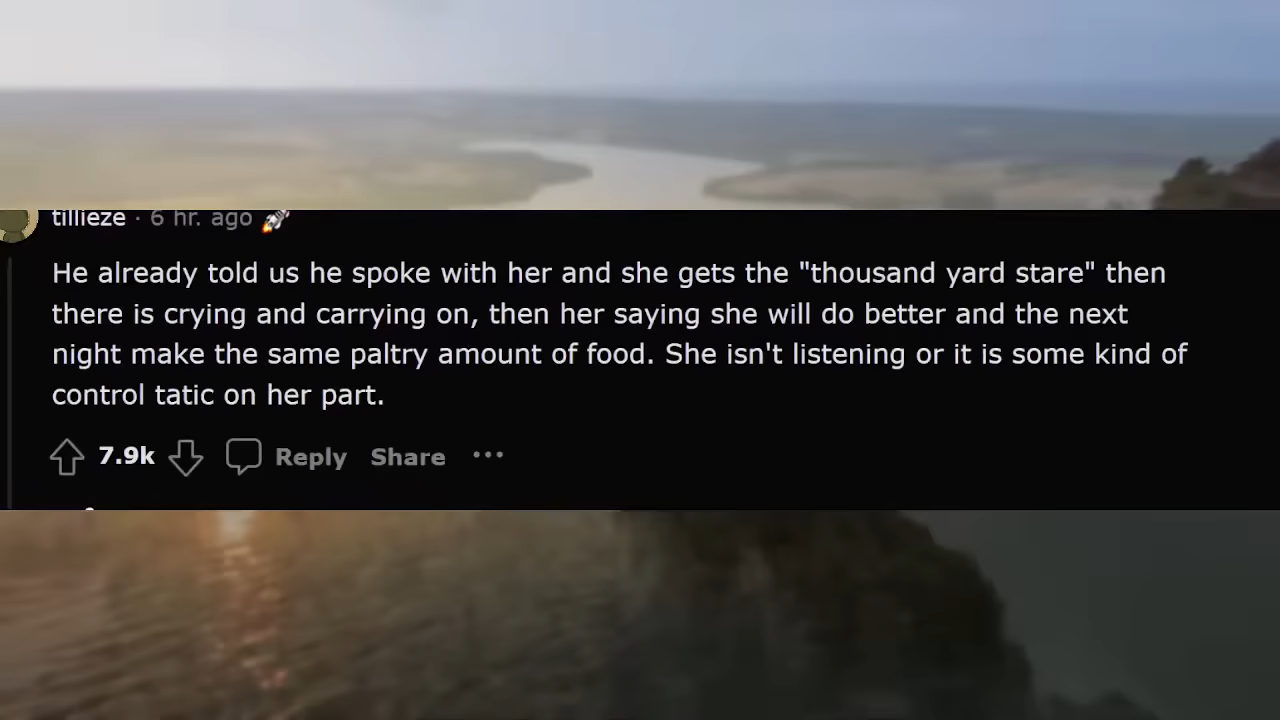 tillieze · 6 hr. ago
He already told us he spoke with her and she gets the "thousand yard stare" then
there is crying and carrying on, then her saying she will do better and the next
night make the same paltry amount of food. She isn't listening or it is some kind of
control tatic on her part.
7.9k Reply Share ···